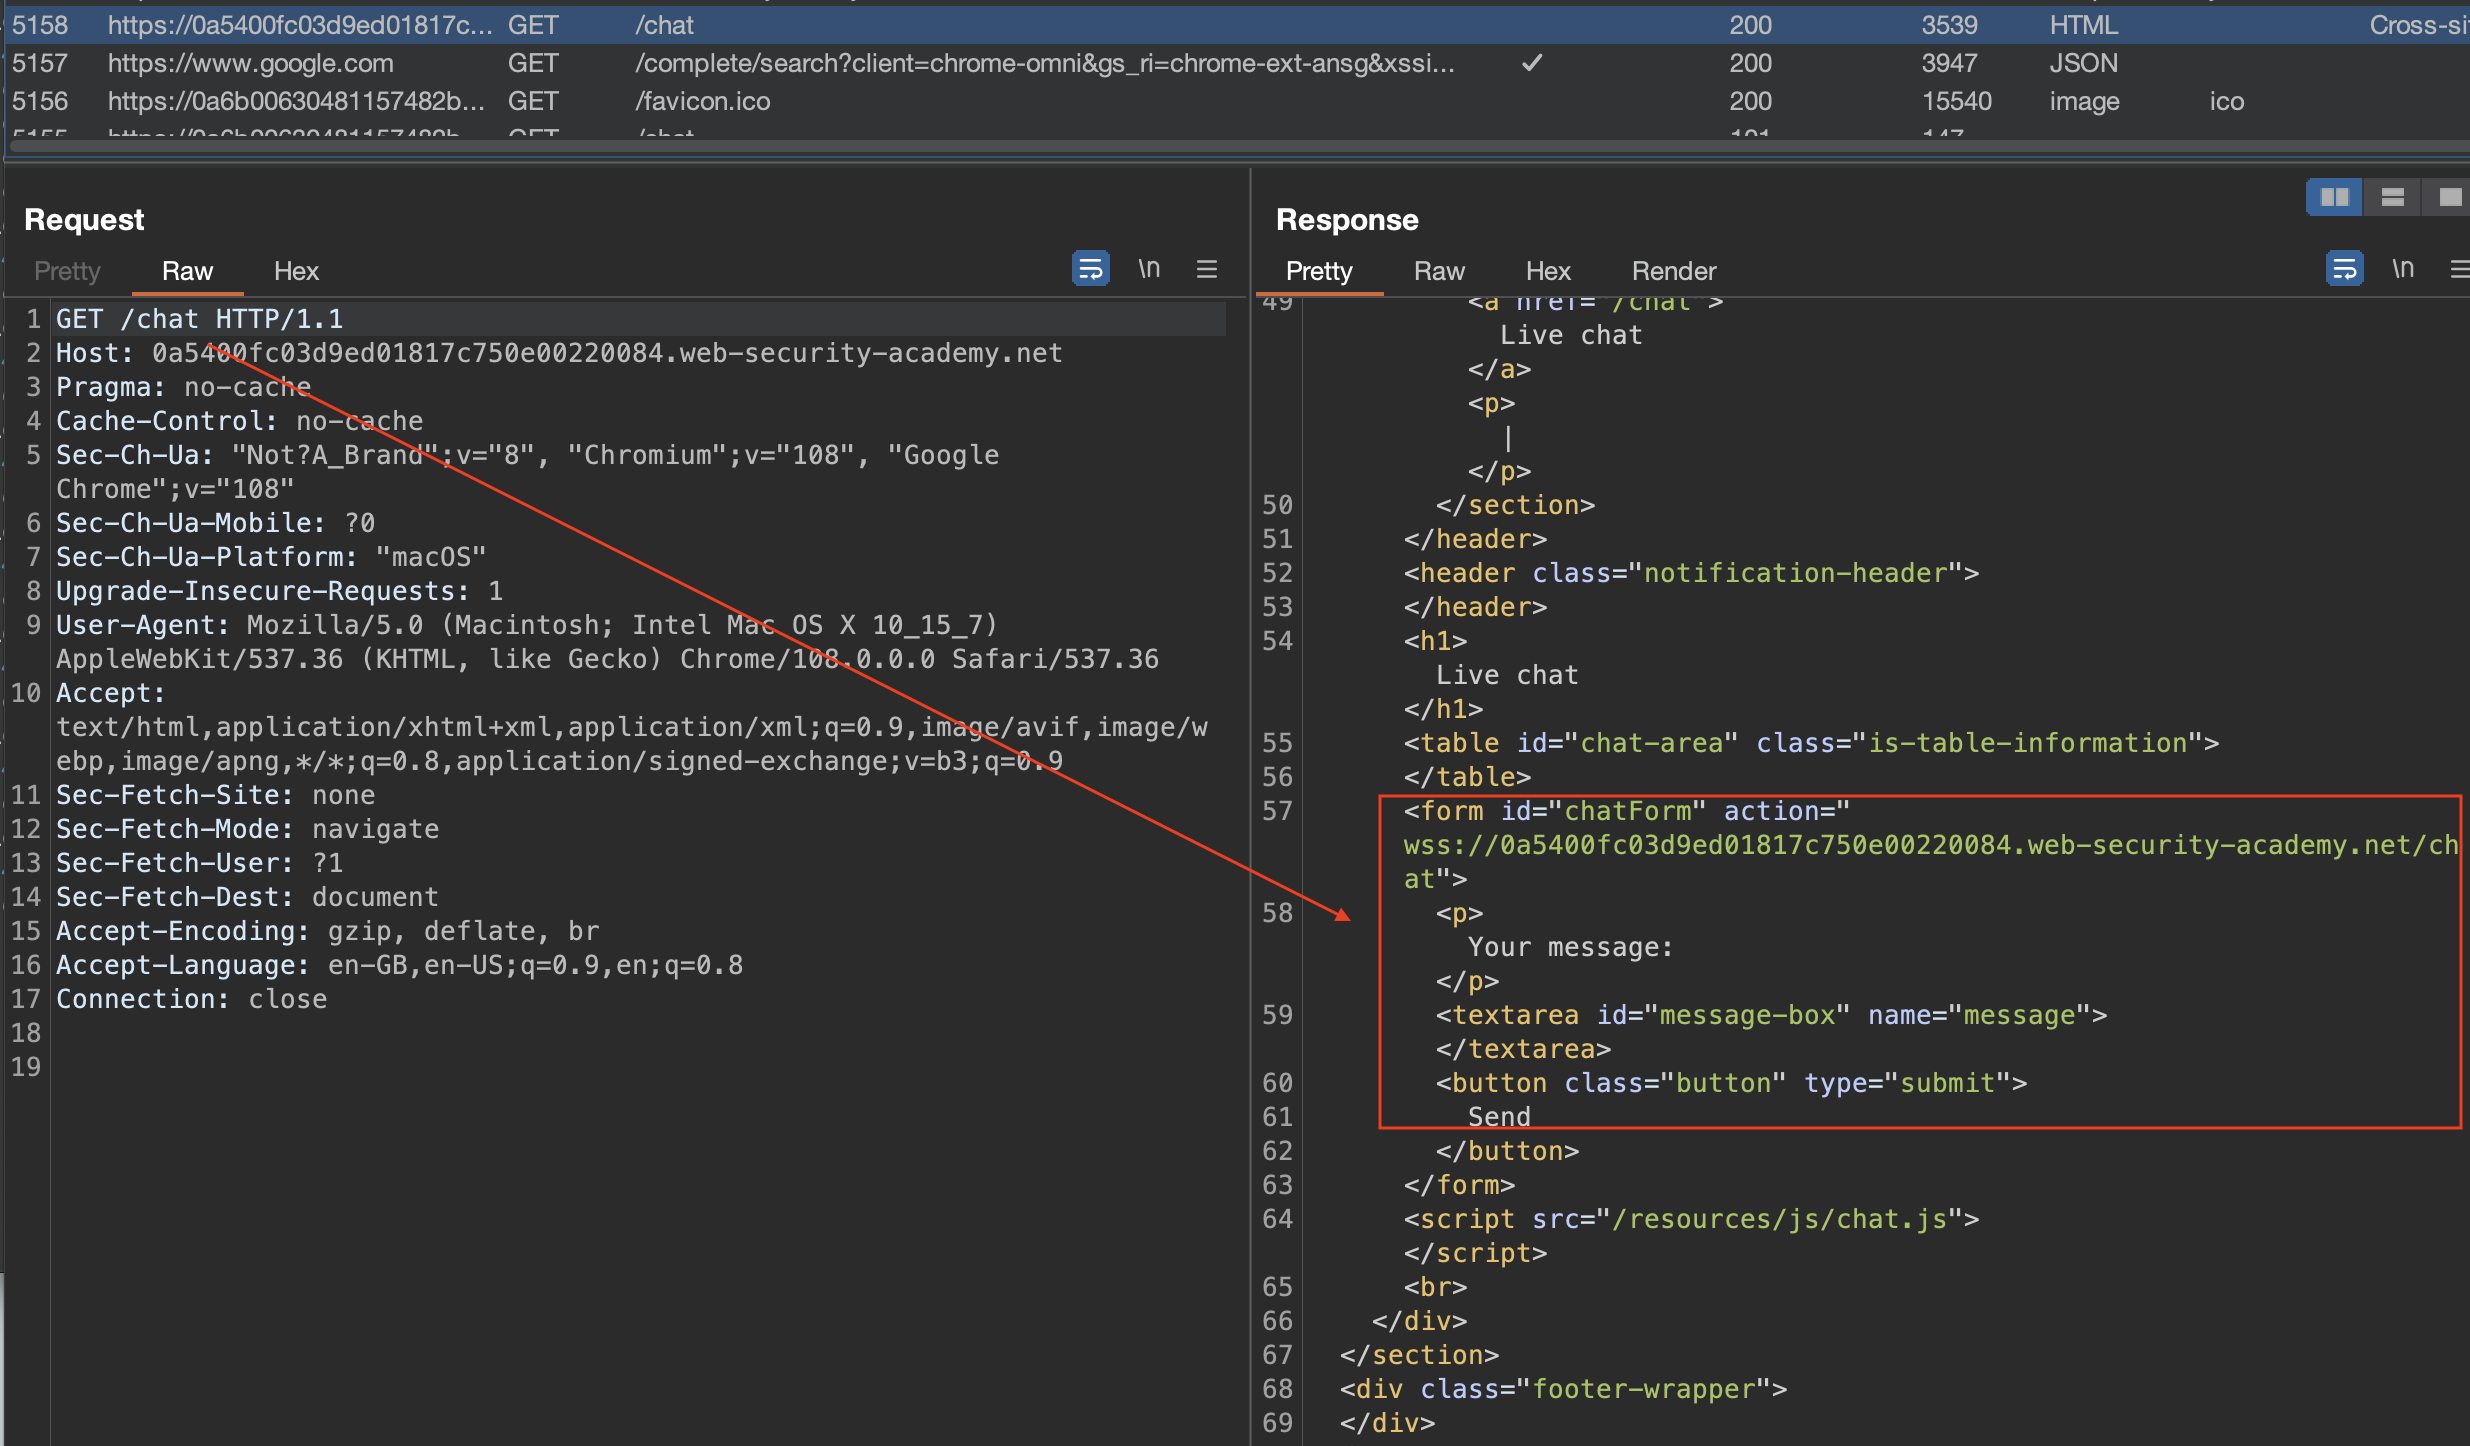 5158 https://0a5400fc03d9ed01817c... GET /chat 200 3539 HTML Cross-sit
5157 https://www.google.com GET /complete/search?client=chrome-omni&gs_ri=chrome-ext-ansg&xssi... ✓ 200 3947 JSON
5156 https://0a6b00630481157482b... GET /favicon.ico 200 15540 image ico
5155 https://0a6b00630481157482b... GET /chat 101 147
Request
Pretty Raw Hex \n
1 GET /chat HTTP/1.1
2 Host: 0a5400fc03d9ed01817c750e00220084.web-security-academy.net
3 Pragma: no-cache
4 Cache-Control: no-cache
5 Sec-Ch-Ua: "Not?A_Brand";v="8", "Chromium";v="108", "Google
Chrome";v="108"
6 Sec-Ch-Ua-Mobile: ?0
7 Sec-Ch-Ua-Platform: "macOS"
8 Upgrade-Insecure-Requests: 1
9 User-Agent: Mozilla/5.0 (Macintosh; Intel Mac OS X 10_15_7)
AppleWebKit/537.36 (KHTML, like Gecko) Chrome/108.0.0.0 Safari/537.36
10 Accept:
text/html,application/xhtml+xml,application/xml;q=0.9,image/avif,image/w
ebp,image/apng,*/*;q=0.8,application/signed-exchange;v=b3;q=0.9
11 Sec-Fetch-Site: none
12 Sec-Fetch-Mode: navigate
13 Sec-Fetch-User: ?1
14 Sec-Fetch-Dest: document
15 Accept-Encoding: gzip, deflate, br
16 Accept-Language: en-GB,en-US;q=0.9,en;q=0.8
17 Connection: close
18
19
Response
Pretty Raw Hex Render \n
49 <a href="/chat">
Live chat
</a>
<p>
|
</p>
50 </section>
51 </header>
52 <header class="notification-header">
53 </header>
54 <h1>
Live chat
</h1>
55 <table id="chat-area" class="is-table-information">
56 </table>
57 <form id="chatForm" action="
wss://0a5400fc03d9ed01817c750e00220084.web-security-academy.net/ch
at">
58 <p>
Your message:
</p>
59 <textarea id="message-box" name="message">
</textarea>
60 <button class="button" type="submit">
61 Send
62 </button>
63 </form>
64 <script src="/resources/js/chat.js">
</script>
65 <br>
66 </div>
67 </section>
68 <div class="footer-wrapper">
69 </div>